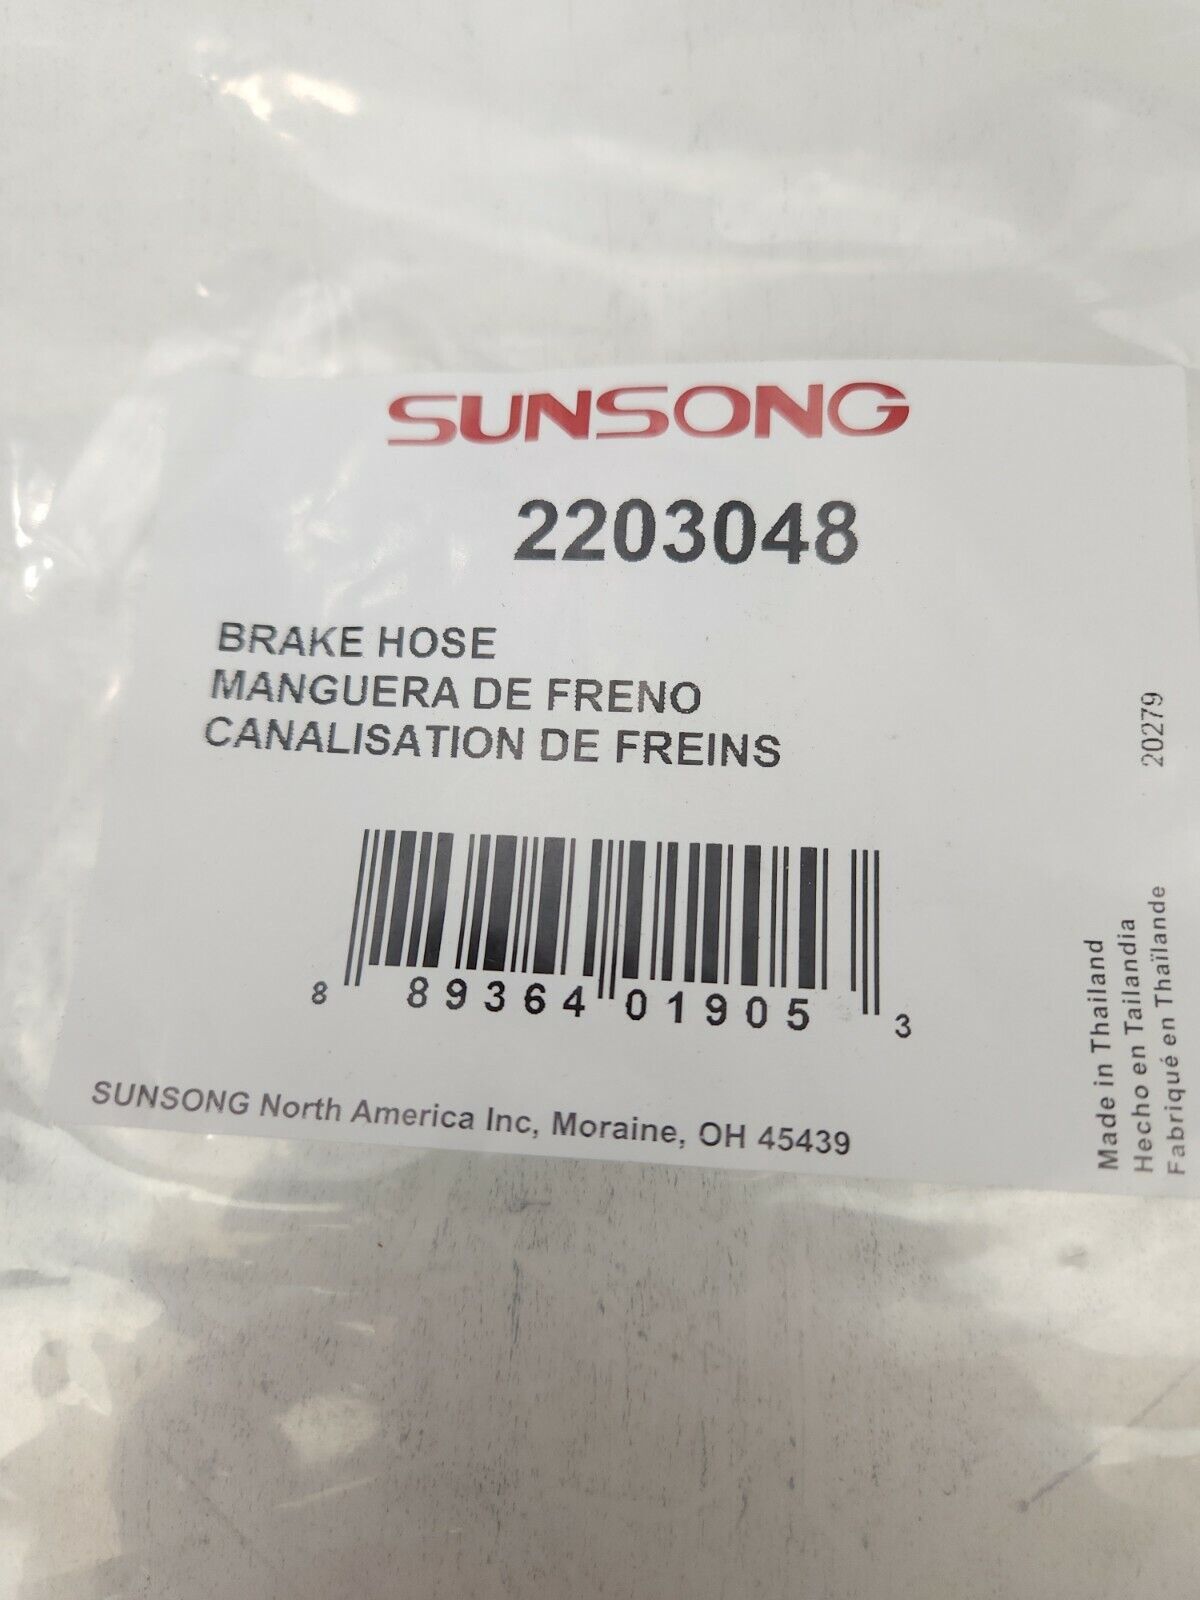 SUNSONG
2203048
BRAKE HOSE
MANGUERA DE FRENO
CANALISATION DE FREINS
8 89364 01905 3
SUNSONG North America Inc, Moraine, OH 45439
20279
Made in Thailand
Hecho en Tailandia
Fabriqué en Thaïlande